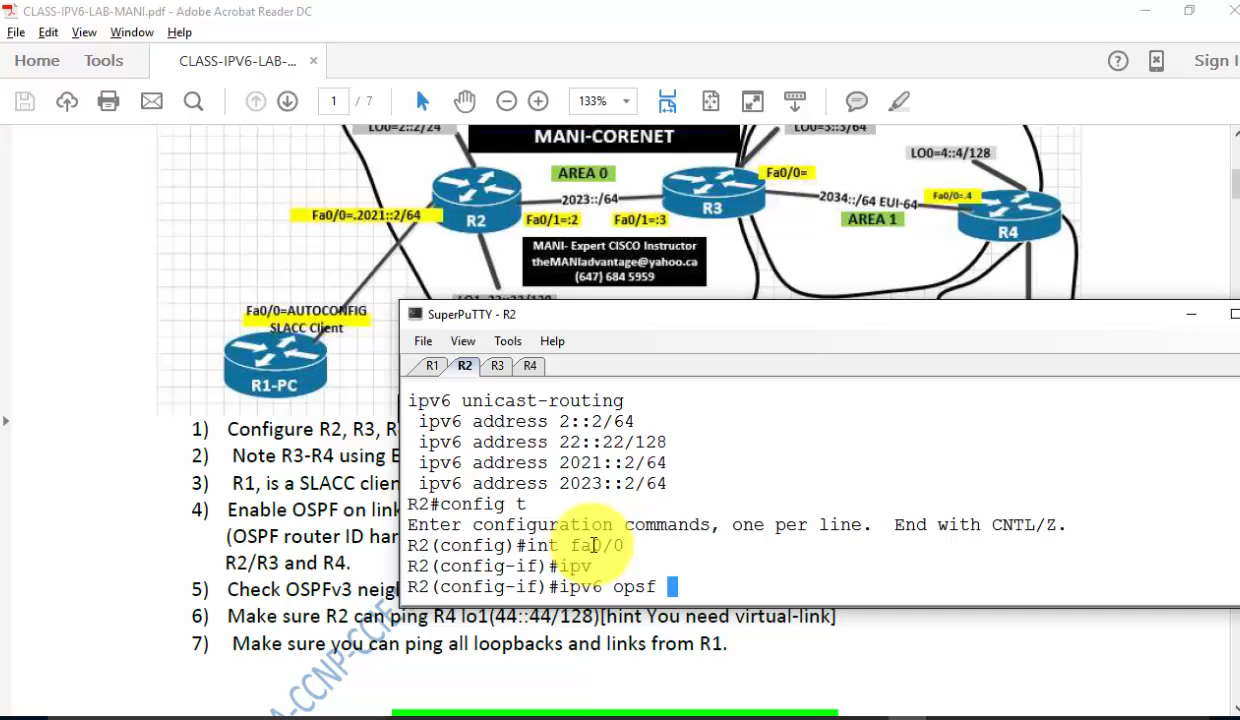 CLASS-IPV6-LAB-MANI.pdf - Adobe Acrobat Reader DC
File Edit View Window Help
Home Tools CLASS-IPV6-LAB-... × Sign I
1 / 7 133%
LO0=2::2/24
MANI-CORENET
LO0=3::3/64
LO0=4::4/128
AREA 0
Fa0/0=
2023::/64
R3
2034::/64 EUI-64
Fa0/0=.4
Fa0/0=.2021::2/64
R2
Fa0/1=:2
Fa0/1=:3
AREA 1
R4
MANI- Expert CISCO Instructor
theMANIadvantage@yahoo.ca
(647) 684 5959
LO1=22::22/128
Fa0/0=AUTOCONFIG
SLACC Client
R1-PC
1) Configure R2, R3, R
2) Note R3-R4 using E
3) R1, is a SLACC clien
4) Enable OSPF on link
(OSPF router ID har
R2/R3 and R4.
5) Check OSPFv3 neigl
6) Make sure R2 can ping R4 lo1(44::44/128)[hint You need virtual-link]
7) Make sure you can ping all loopbacks and links from R1.
A-CCNP-CCIE
SuperPuTTY - R2
File View Tools Help
R1 R2 R3 R4
ipv6 unicast-routing
ipv6 address 2::2/64
ipv6 address 22::22/128
ipv6 address 2021::2/64
ipv6 address 2023::2/64
R2#config t
Enter configuration commands, one per line. End with CNTL/Z.
R2(config)#int fa0/0
R2(config-if)#ipv
R2(config-if)#ipv6 opsf